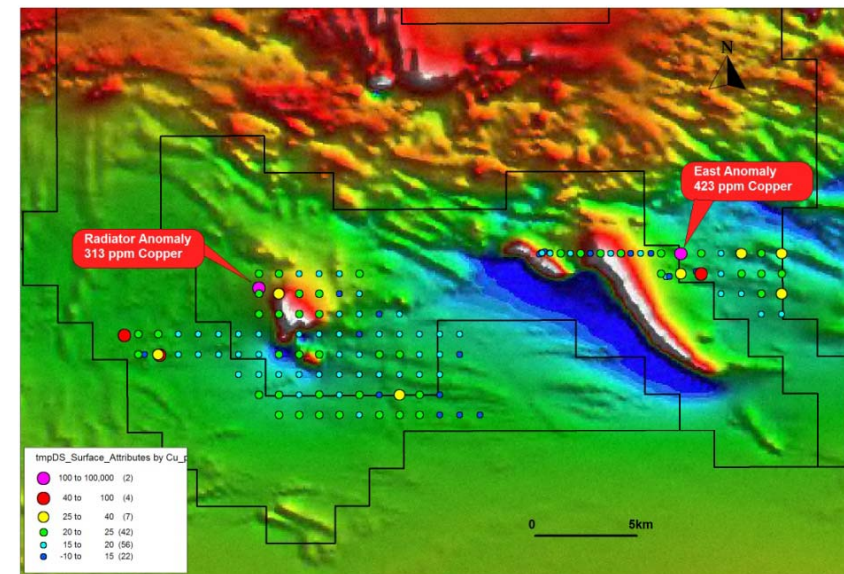 N
East Anomaly
423 ppm Copper
Radiator Anomaly
313 ppm Copper
tmpDS_Surface_Attributes by Cu_p
100 to 100,000 (2)
40 to 100 (4)
25 to 40 (7)
20 to 25 (42)
15 to 20 (56)
-10 to 15 (22)
0 5km